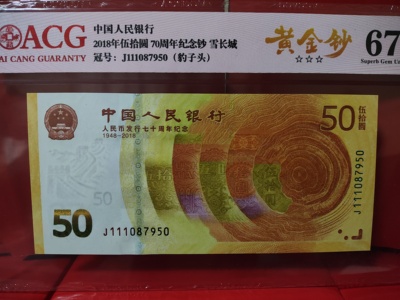 ACG
AI CANG GUARANTY
中国人民银行
2018年伍拾圆 70周年纪念钞 雪长城
冠号：J111087950（豹子头）
黄金钞
☆☆☆
67
Superb Gem Un
中国人民银行
人民币发行七十周年纪念
1948-2018
50
伍拾圆
50
50
J111087950
J111087950